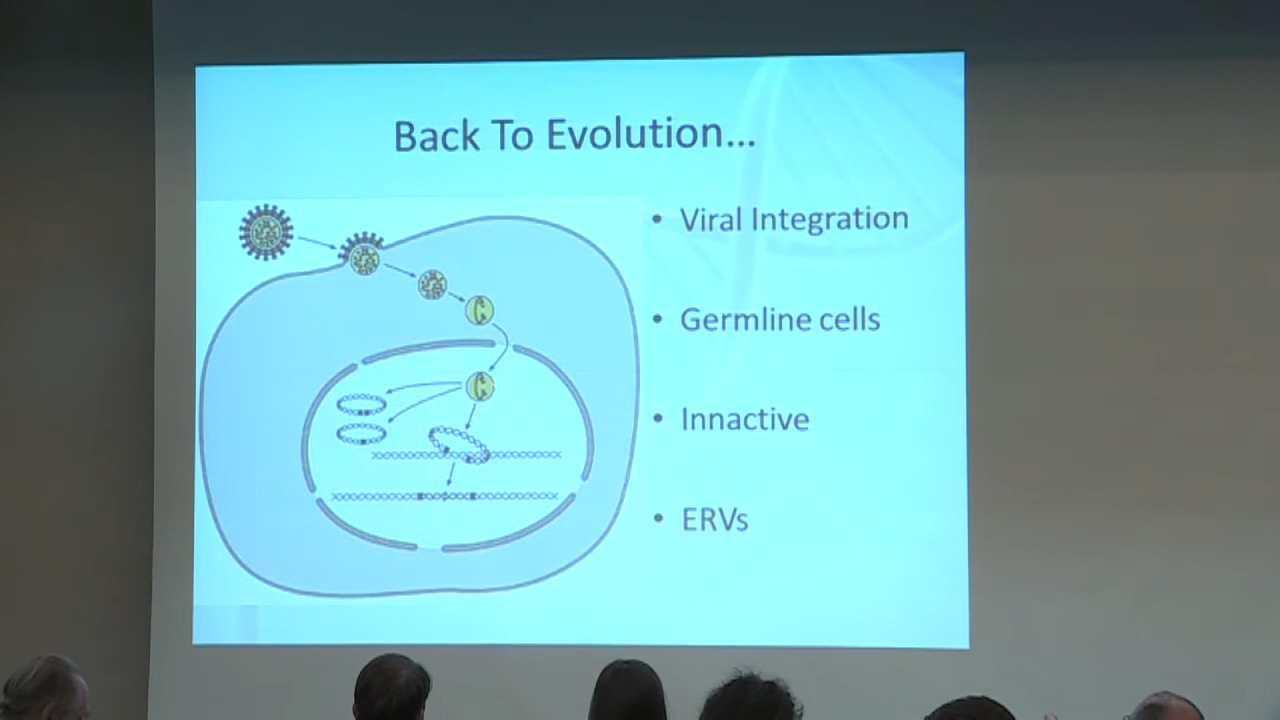 Back To Evolution...
• Viral Integration
• Germline cells
• Innactive
• ERVs